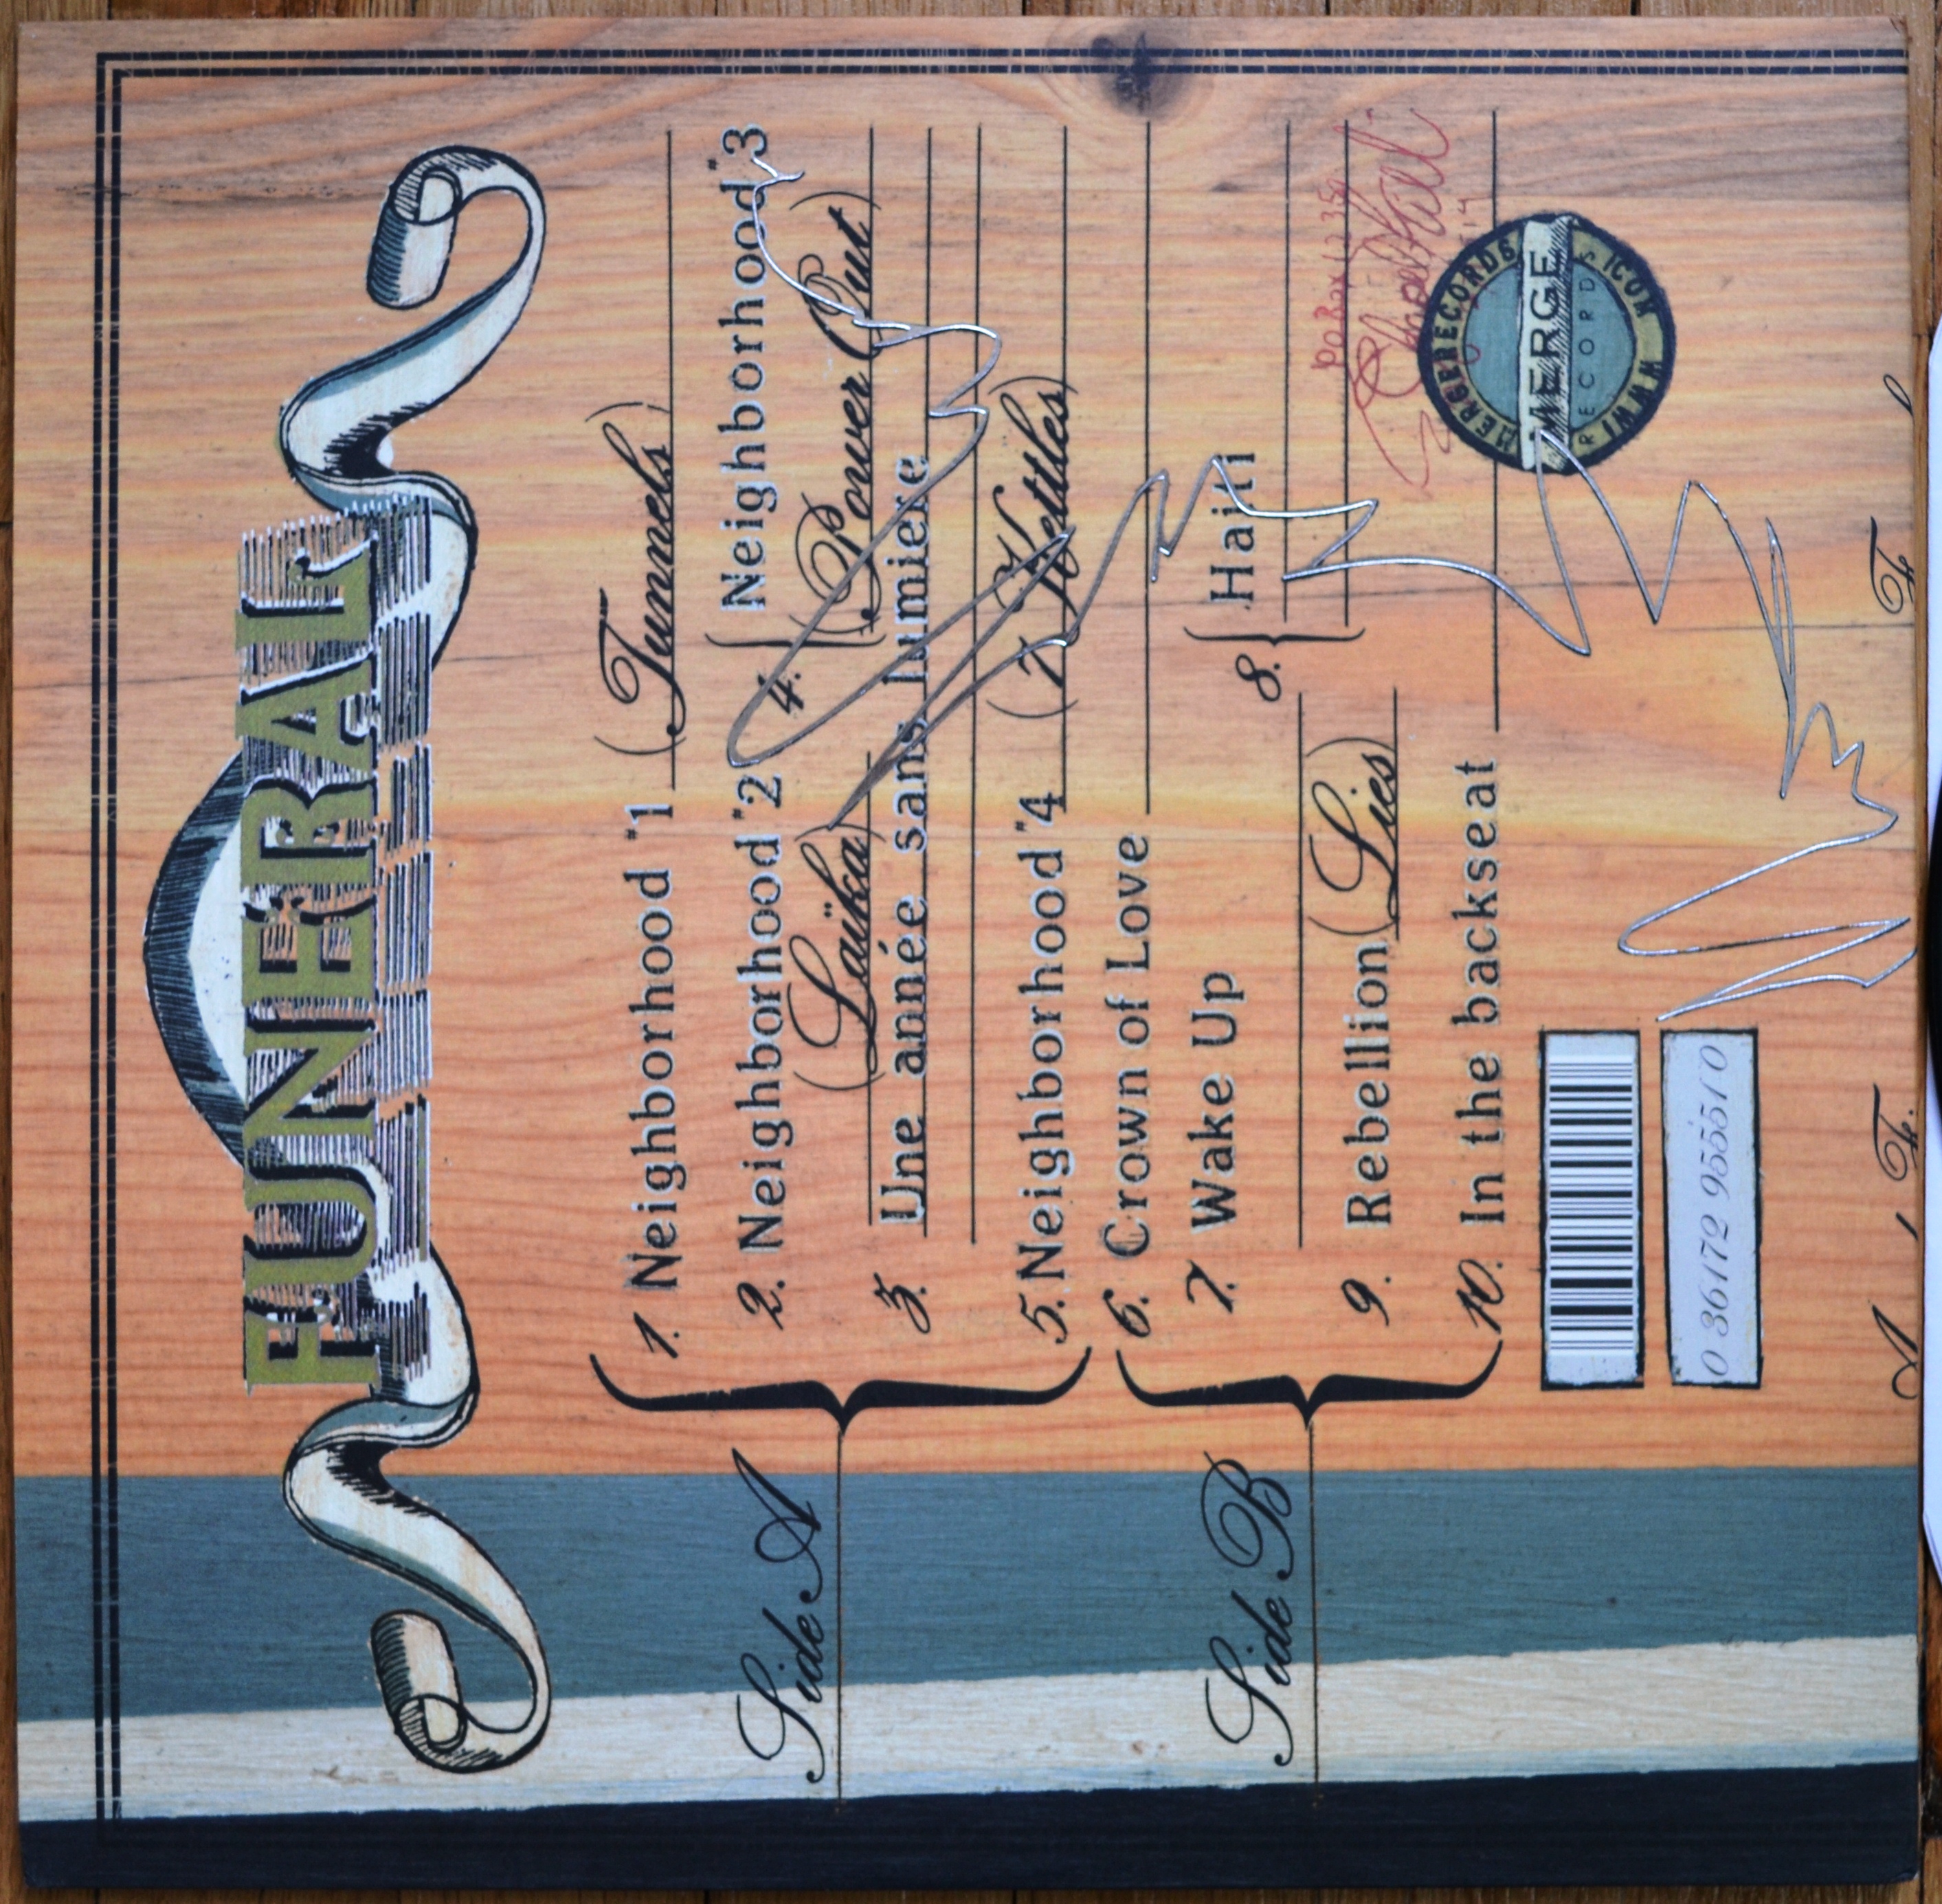 FUNERAL
Side A
1. Neighborhood #1 (Tunnels)
2. Neighborhood #2 (Laïka)
3. Une année sans lumiere
4. Neighborhood #3 (Power Out)
5. Neighborhood #4 (7 Kettles)
Side B
6. Crown of Love
7. Wake Up
8. Haïti
9. Rebellion (Lies)
10. In the backseat
MERGE
RECORDS
0 36172 95551 0